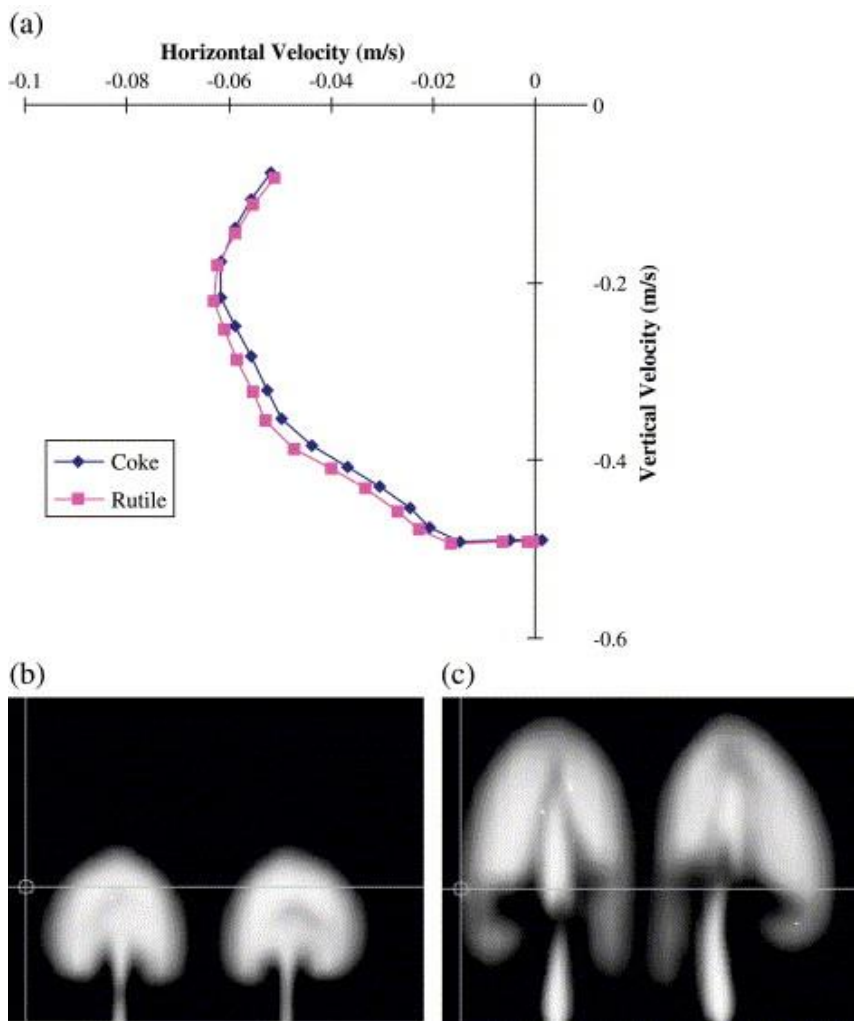 (a)
Horizontal Velocity (m/s)
-0.1 -0.08 -0.06 -0.04 -0.02 0
0
-0.2
-0.4
-0.6
Vertical Velocity (m/s)
Coke
Rutile
(b)
(c)